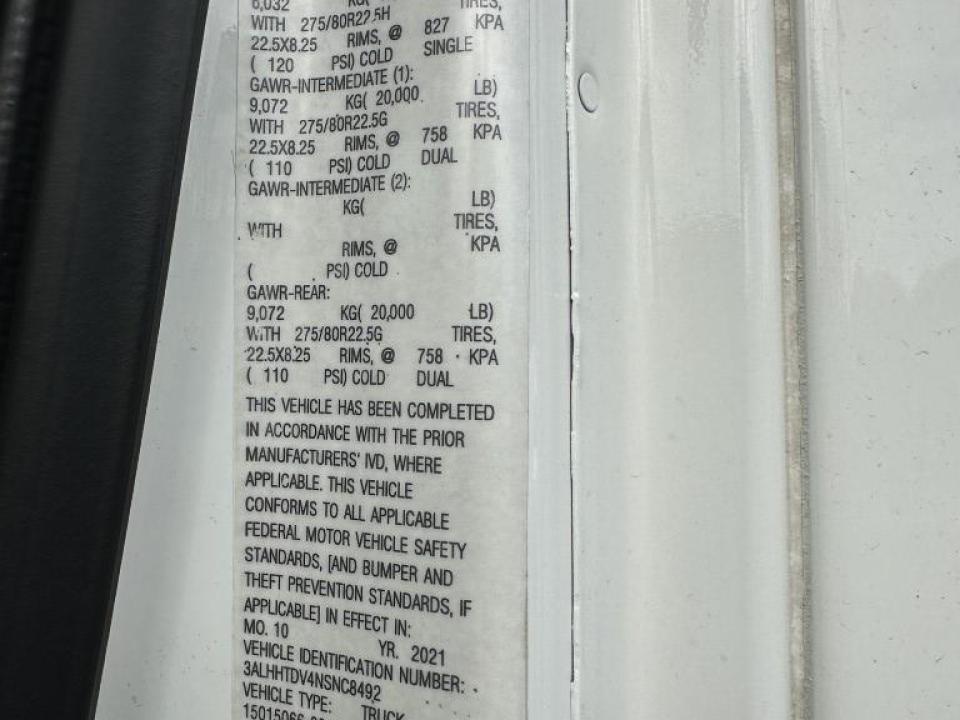 6,032 KG( TIRES,
WITH 275/80R22.5H KPA
22.5X8.25 RIMS, @ 827
( 120 PSI) COLD SINGLE
GAWR-INTERMEDIATE (1):
9,072 KG( 20,000 LB)
WITH 275/80R22.5G TIRES,
22.5X8.25 RIMS, @ 758 KPA
( 110 PSI) COLD DUAL
GAWR-INTERMEDIATE (2):
KG( LB)
WITH TIRES,
RIMS, @ KPA
( PSI) COLD
GAWR-REAR:
9,072 KG( 20,000 LB)
WITH 275/80R22.5G TIRES,
22.5X8.25 RIMS, @ 758 KPA
( 110 PSI) COLD DUAL
THIS VEHICLE HAS BEEN COMPLETED
IN ACCORDANCE WITH THE PRIOR
MANUFACTURERS' IVD, WHERE
APPLICABLE. THIS VEHICLE
CONFORMS TO ALL APPLICABLE
FEDERAL MOTOR VEHICLE SAFETY
STANDARDS, [AND BUMPER AND
THEFT PREVENTION STANDARDS, IF
APPLICABLE] IN EFFECT IN:
MO. 10 YR. 2021
VEHICLE IDENTIFICATION NUMBER:
3ALHHTDV4NSNC8492
VEHICLE TYPE: TRUCK